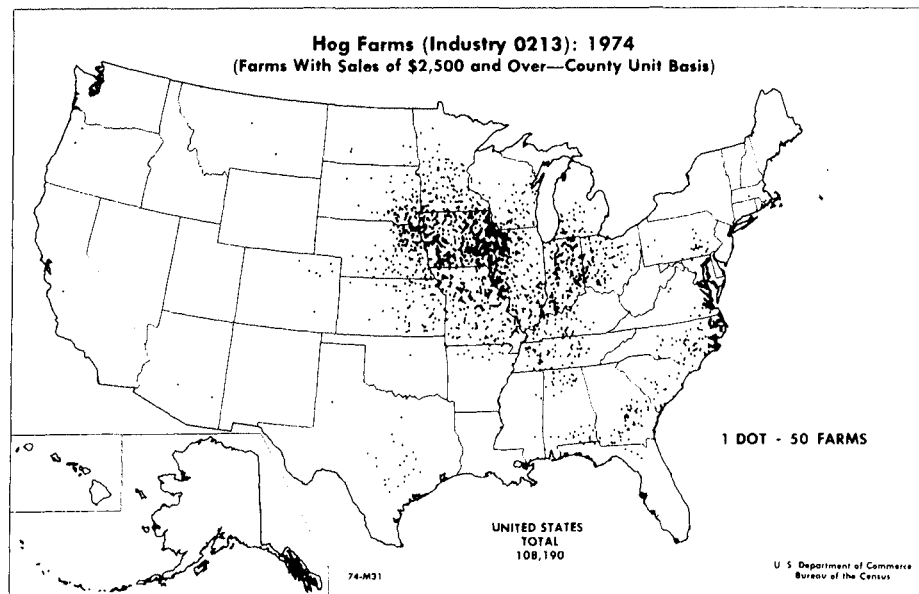 Hog Farms (Industry 0213): 1974
(Farms With Sales of $2,500 and Over—County Unit Basis)
1 DOT - 50 FARMS
UNITED STATES
TOTAL
108,190
74-M31
U S Department of Commerce
Bureau of the Census